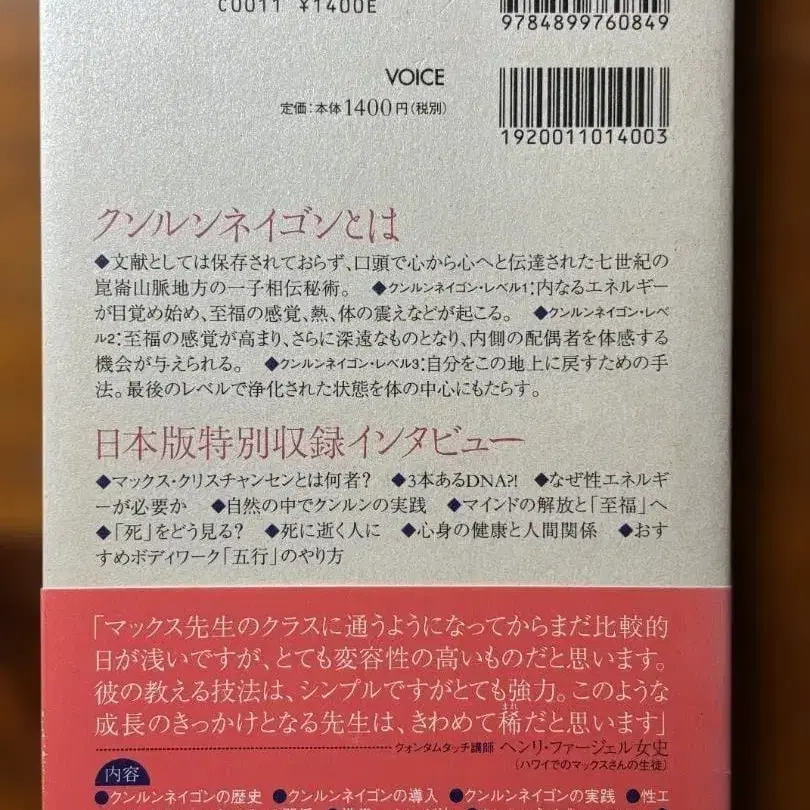 C0011 ¥1400E
9784899760849
VOICE
定価:本体1400円(税別)
1920011014003
クンルンネイゴンとは
◆文献としては保存されておらず、口頭で心から心へと伝達された七世紀の
崑崙山脈地方の一子相伝秘術。 ◆クンルンネイゴン・レベル1:内なるエネルギー
が目覚め始め、至福の感覚、熱、体の震えなどが起こる。 ◆クンルンネイゴン・レベ
ル2:至福の感覚が高まり、さらに深遠なものとなり、内側の配偶者を体感する
機会が与えられる。 ◆クンルンネイゴン・レベル3:自分をこの地上に戻すための手
法。最後のレベルで浄化された状態を体の中心にもたらす。
日本版特別収録インタビュー
◆マックス・クリスチャンセンとは何者? ◆3本あるDNA?! ◆なぜ性エネルギ
ーが必要か ◆自然の中でクンルンの実践 ◆マインドの解放と「至福」へ
◆「死」をどう見る? ◆死に逝く人に ◆心身の健康と人間関係 ◆おす
すめボディワーク「五行」のやり方
「マックス先生のクラスに通うようになってからまだ比較的
日が浅いですが、とても変容性の高いものだと思います。
彼の教える技法は、シンプルですがとても強力。このような
成長のきっかけとなる先生は、きわめて稀だと思います」
クォンタムタッチ講師 ヘンリ・ファージェル女史
(ハワイでのマックスさんの生徒)
内容
●クンルンネイゴンの歴史 ●クンルンネイゴンの導入 ●クンルンネイゴンの実践 ●性エ